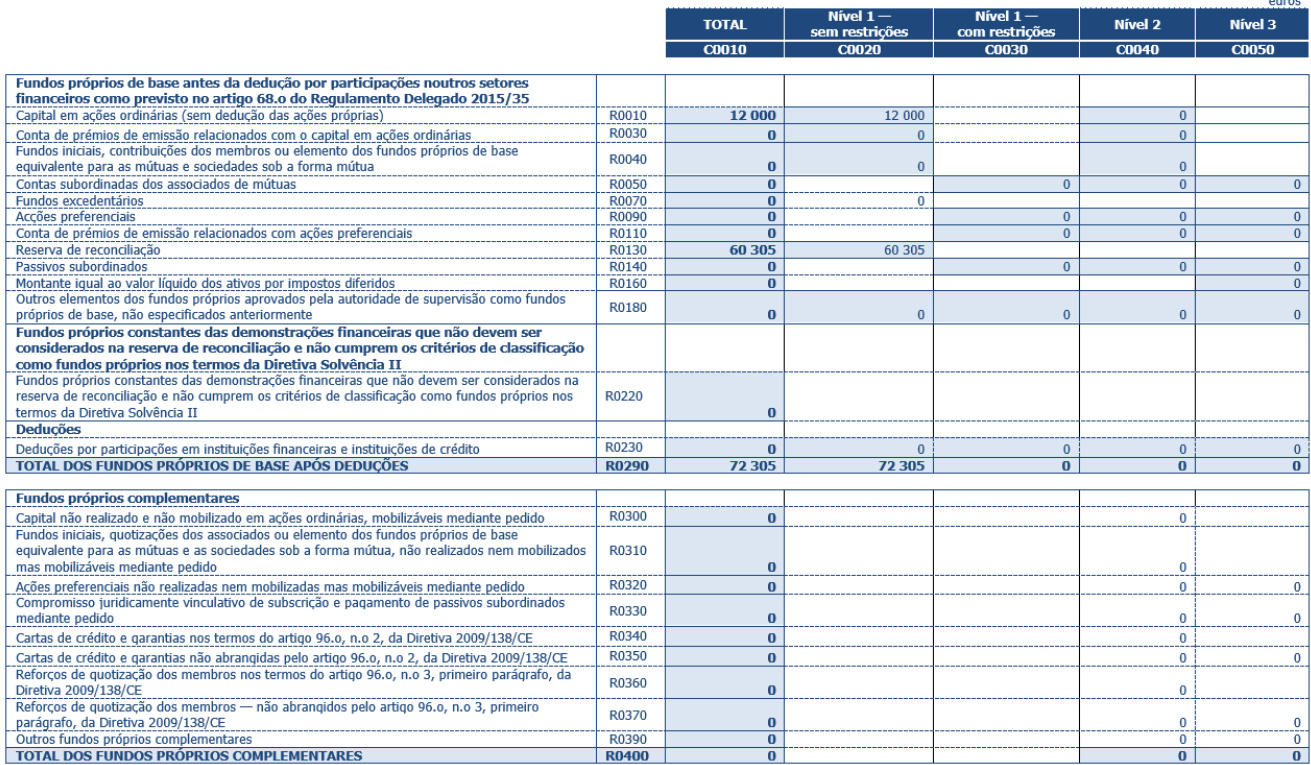 euros
TOTAL Nível 1 — sem restrições Nível 1 — com restrições Nível 2 Nível 3
C0010 C0020 C0030 C0040 C0050
Fundos próprios de base antes da dedução por participações noutros setores
financeiros como previsto no artigo 68.o do Regulamento Delegado 2015/35
Capital em ações ordinárias (sem dedução das ações próprias) R0010 12 000 12 000 0
Conta de prémios de emissão relacionados com o capital em ações ordinárias R0030 0 0 0
Fundos iniciais, contribuições dos membros ou elemento dos fundos próprios de base
equivalente para as mútuas e sociedades sob a forma mútua R0040 0 0 0
Contas subordinadas dos associados de mútuas R0050 0 0 0 0
Fundos excedentários R0070 0 0
Acções preferenciais R0090 0 0 0 0
Conta de prémios de emissão relacionados com ações preferenciais R0110 0 0 0 0
Reserva de reconciliação R0130 60 305 60 305
Passivos subordinados R0140 0 0 0 0
Montante igual ao valor líquido dos ativos por impostos diferidos R0160 0 0
Outros elementos dos fundos próprios aprovados pela autoridade de supervisão como fundos
próprios de base, não especificados anteriormente R0180 0 0 0 0 0
Fundos próprios constantes das demonstrações financeiras que não devem ser
considerados na reserva de reconciliação e não cumprem os critérios de classificação
como fundos próprios nos termos da Diretiva Solvência II
Fundos próprios constantes das demonstrações financeiras que não devem ser considerados na
reserva de reconciliação e não cumprem os critérios de classificação como fundos próprios nos R0220
termos da Diretiva Solvência II 0
Deduções
Deduções por participações em instituições financeiras e instituições de crédito R0230 0 0 0 0 0
TOTAL DOS FUNDOS PRÓPRIOS DE BASE APÓS DEDUÇÕES R0290 72 305 72 305 0 0 0
Fundos próprios complementares
Capital não realizado e não mobilizado em ações ordinárias, mobilizáveis mediante pedido R0300 0 0
Fundos iniciais, quotizações dos associados ou elemento dos fundos próprios de base
equivalente para as mútuas e as sociedades sob a forma mútua, não realizados nem mobilizados R0310
mas mobilizáveis mediante pedido 0 0
Ações preferenciais não realizadas nem mobilizadas mas mobilizáveis mediante pedido R0320 0 0 0
Compromisso juridicamente vinculativo de subscrição e pagamento de passivos subordinados
mediante pedido R0330 0 0 0
Cartas de crédito e garantias nos termos do artigo 96.o, n.o 2, da Diretiva 2009/138/CE R0340 0 0
Cartas de crédito e garantias não abrangidas pelo artigo 96.o, n.o 2, da Diretiva 2009/138/CE R0350 0 0 0
Reforços de quotização dos membros nos termos do artigo 96.o, n.o 3, primeiro parágrafo, da
Diretiva 2009/138/CE R0360 0 0
Reforços de quotização dos membros — não abrangidos pelo artigo 96.o, n.o 3, primeiro
parágrafo, da Diretiva 2009/138/CE R0370 0 0 0
Outros fundos próprios complementares R0390 0 0 0
TOTAL DOS FUNDOS PRÓPRIOS COMPLEMENTARES R0400 0 0 0